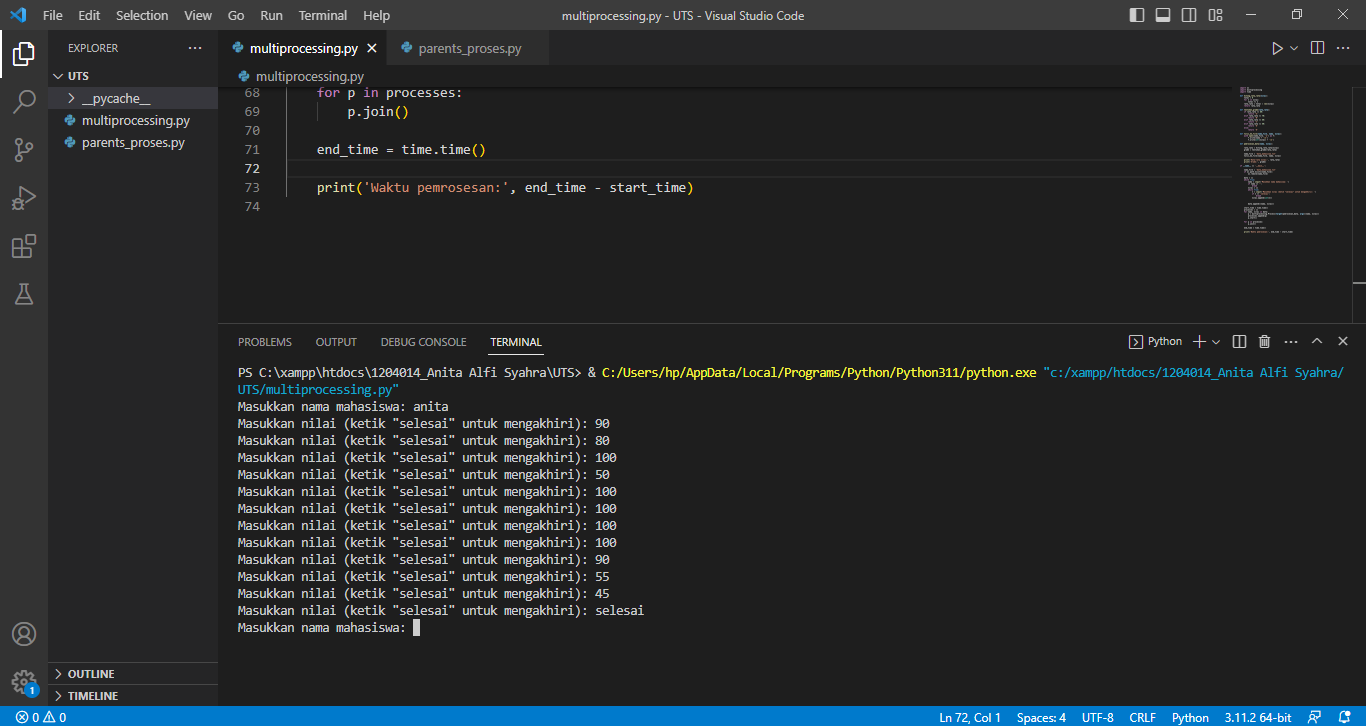 File Edit Selection View Go Run Terminal Help multiprocessing.py - UTS - Visual Studio Code
EXPLORER
UTS
__pycache__
multiprocessing.py
parents_proses.py
OUTLINE
TIMELINE
multiprocessing.py parents_proses.py
multiprocessing.py
68 for p in processes:
69 p.join()
70
71 end_time = time.time()
72
73 print('Waktu pemrosesan:', end_time - start_time)
74
PROBLEMS OUTPUT DEBUG CONSOLE TERMINAL Python
PS C:\xampp\htdocs\1204014_Anita Alfi Syahra\UTS> & C:/Users/hp/AppData/Local/Programs/Python/Python311/python.exe "c:/xampp/htdocs/1204014_Anita Alfi Syahra/
UTS/multiprocessing.py"
Masukkan nama mahasiswa: anita
Masukkan nilai (ketik "selesai" untuk mengakhiri): 90
Masukkan nilai (ketik "selesai" untuk mengakhiri): 80
Masukkan nilai (ketik "selesai" untuk mengakhiri): 100
Masukkan nilai (ketik "selesai" untuk mengakhiri): 50
Masukkan nilai (ketik "selesai" untuk mengakhiri): 100
Masukkan nilai (ketik "selesai" untuk mengakhiri): 100
Masukkan nilai (ketik "selesai" untuk mengakhiri): 100
Masukkan nilai (ketik "selesai" untuk mengakhiri): 100
Masukkan nilai (ketik "selesai" untuk mengakhiri): 90
Masukkan nilai (ketik "selesai" untuk mengakhiri): 55
Masukkan nilai (ketik "selesai" untuk mengakhiri): 45
Masukkan nilai (ketik "selesai" untuk mengakhiri): selesai
Masukkan nama mahasiswa:
1
0 0 Ln 72, Col 1 Spaces: 4 UTF-8 CRLF Python 3.11.2 64-bit